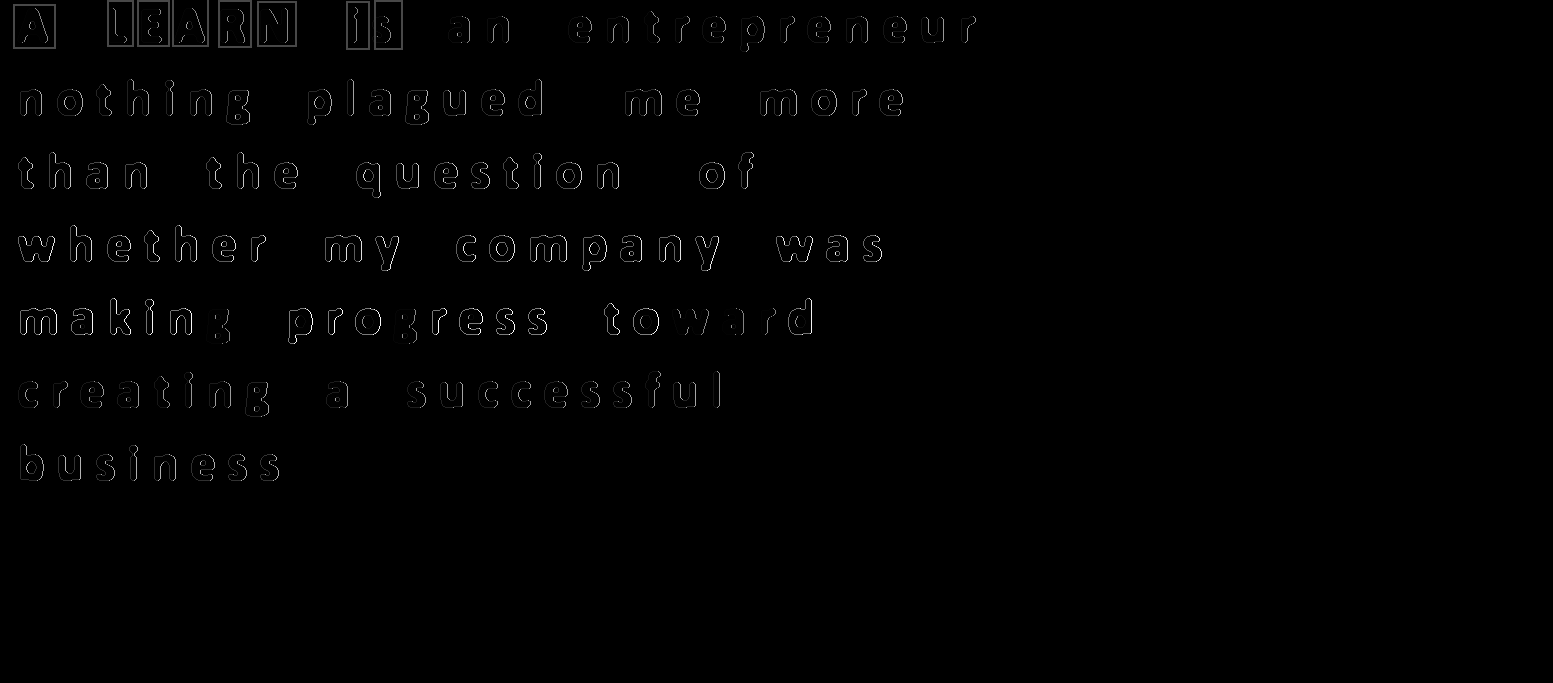 A LEARN is an entrepreneur
nothing plagued me more
than the question of
whether my company was
making progress toward
creating a successful
business